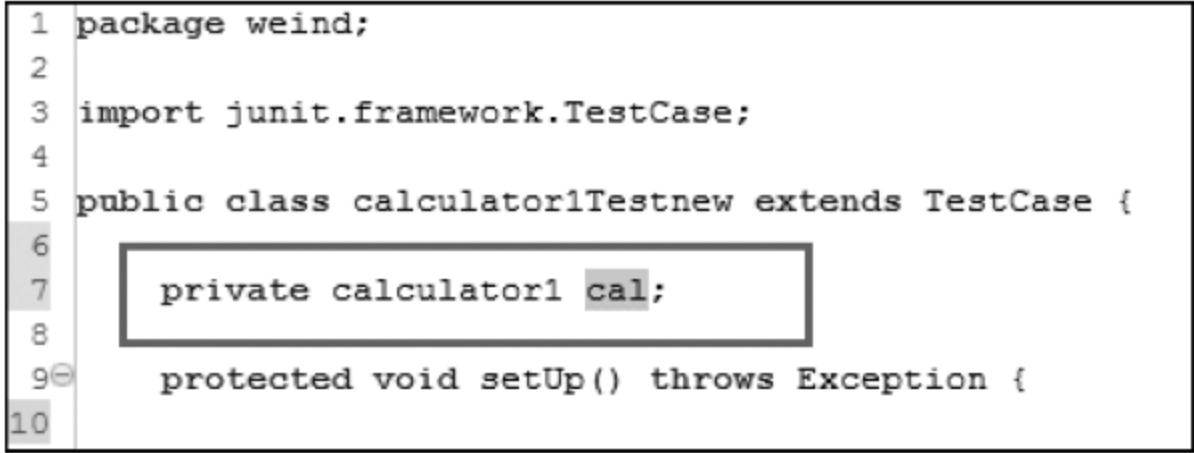 1 package weind;
2
3 import junit.framework.TestCase;
4
5 public class calculator1Testnew extends TestCase {
6
7 private calculator1 cal;
8
9 protected void setUp() throws Exception {
10